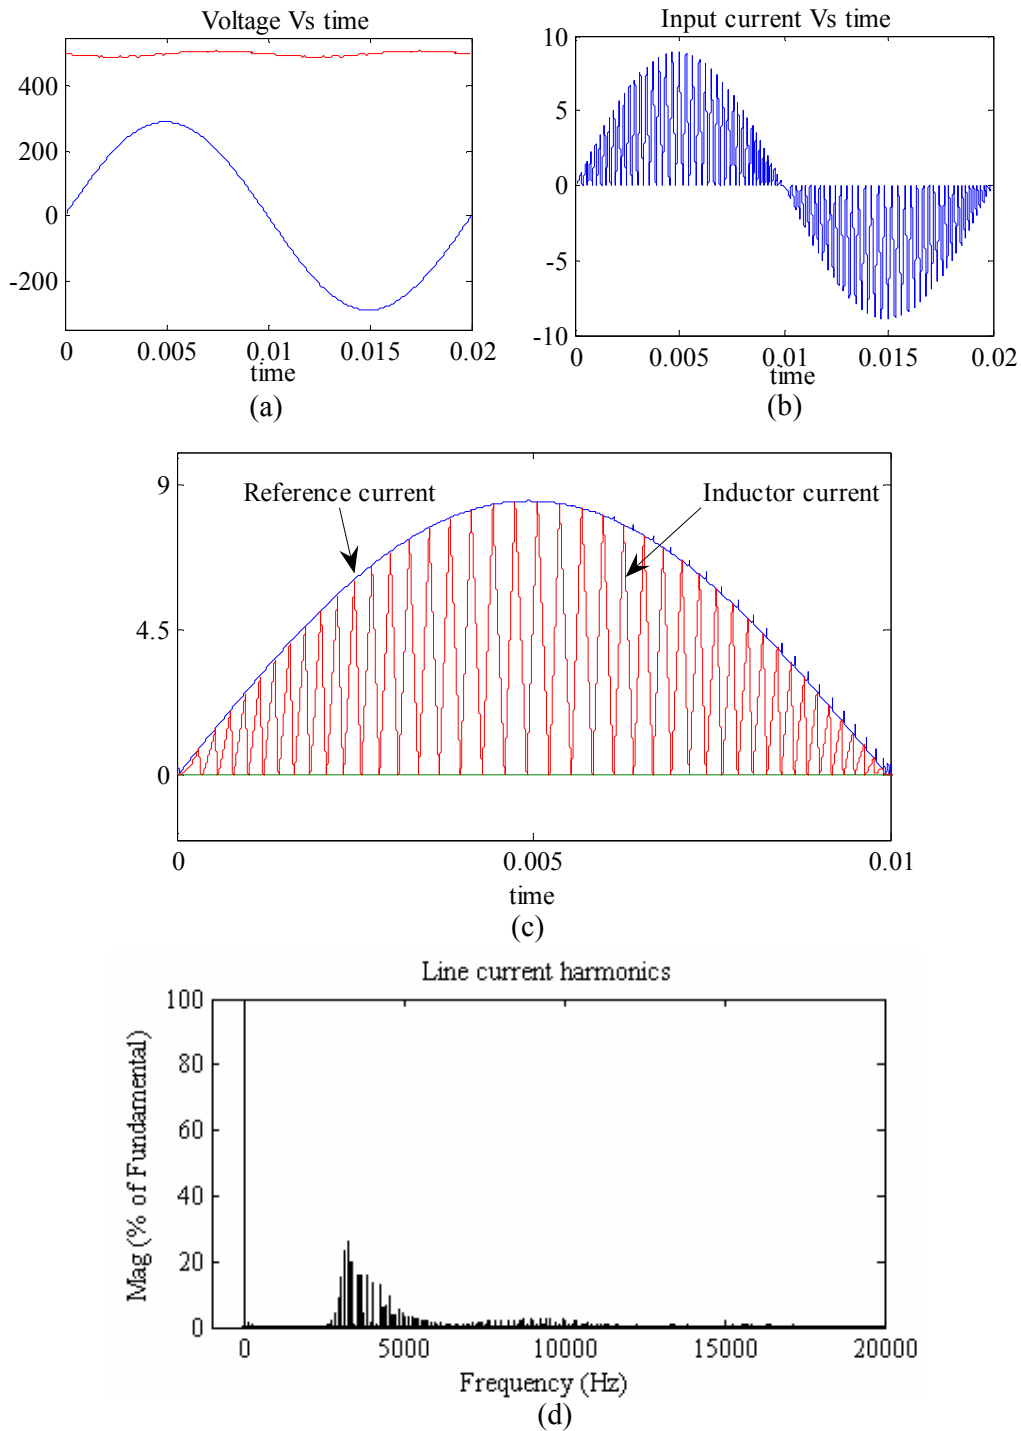 Voltage Vs time
400
200
0
-200
0 0.005 0.01 0.015 0.02
time
(a)
Input current Vs time
10
5
0
-5
-10
0 0.005 0.01 0.015 0.02
time
(b)
9
4.5
0
Reference current
Inductor current
0 0.005 0.01
time
(c)
Line current harmonics
Mag (% of Fundamental)
100
80
60
40
20
0
0 5000 10000 15000 20000
Frequency (Hz)
(d)